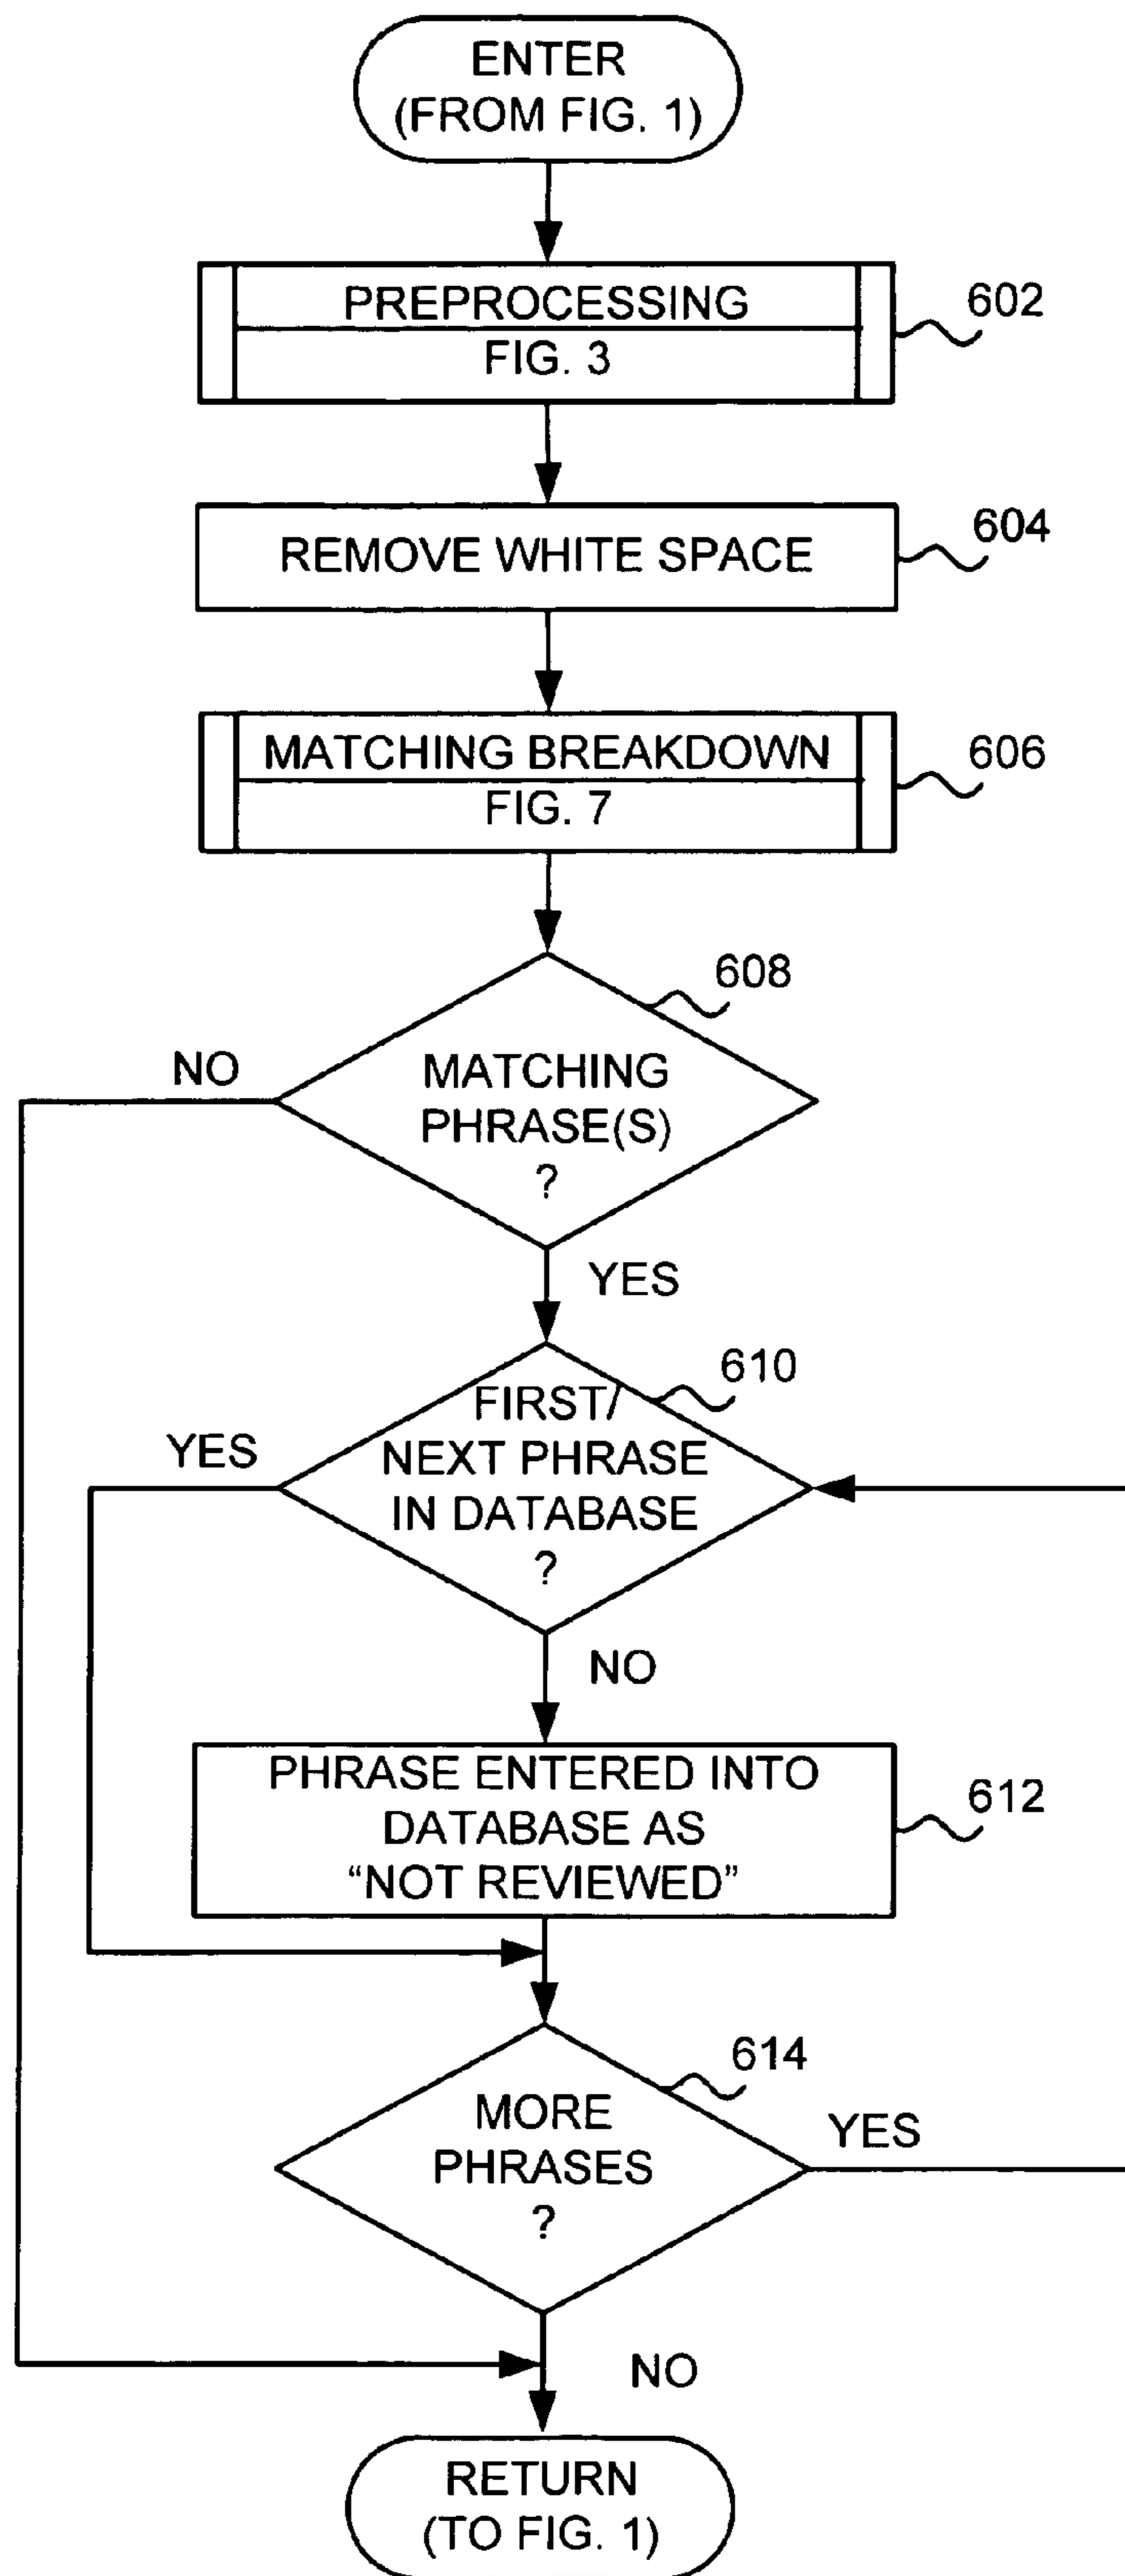 ENTER
(FROM FIG. 1)
PREPROCESSING
602
FIG. 3
REMOVE WHITE SPACE
604
MATCHING BREAKDOWN
606
FIG. 7
608
NO
MATCHING
PHRASE(S)
?
YES
610
FIRST/
YES
NEXT PHRASE
IN DATABASE
?
NO
PHRASE ENTERED INTO
612
DATABASE AS
“NOT REVIEWED”
614
MORE
YES
PHRASES
?
NO
RETURN
(TO FIG. 1)